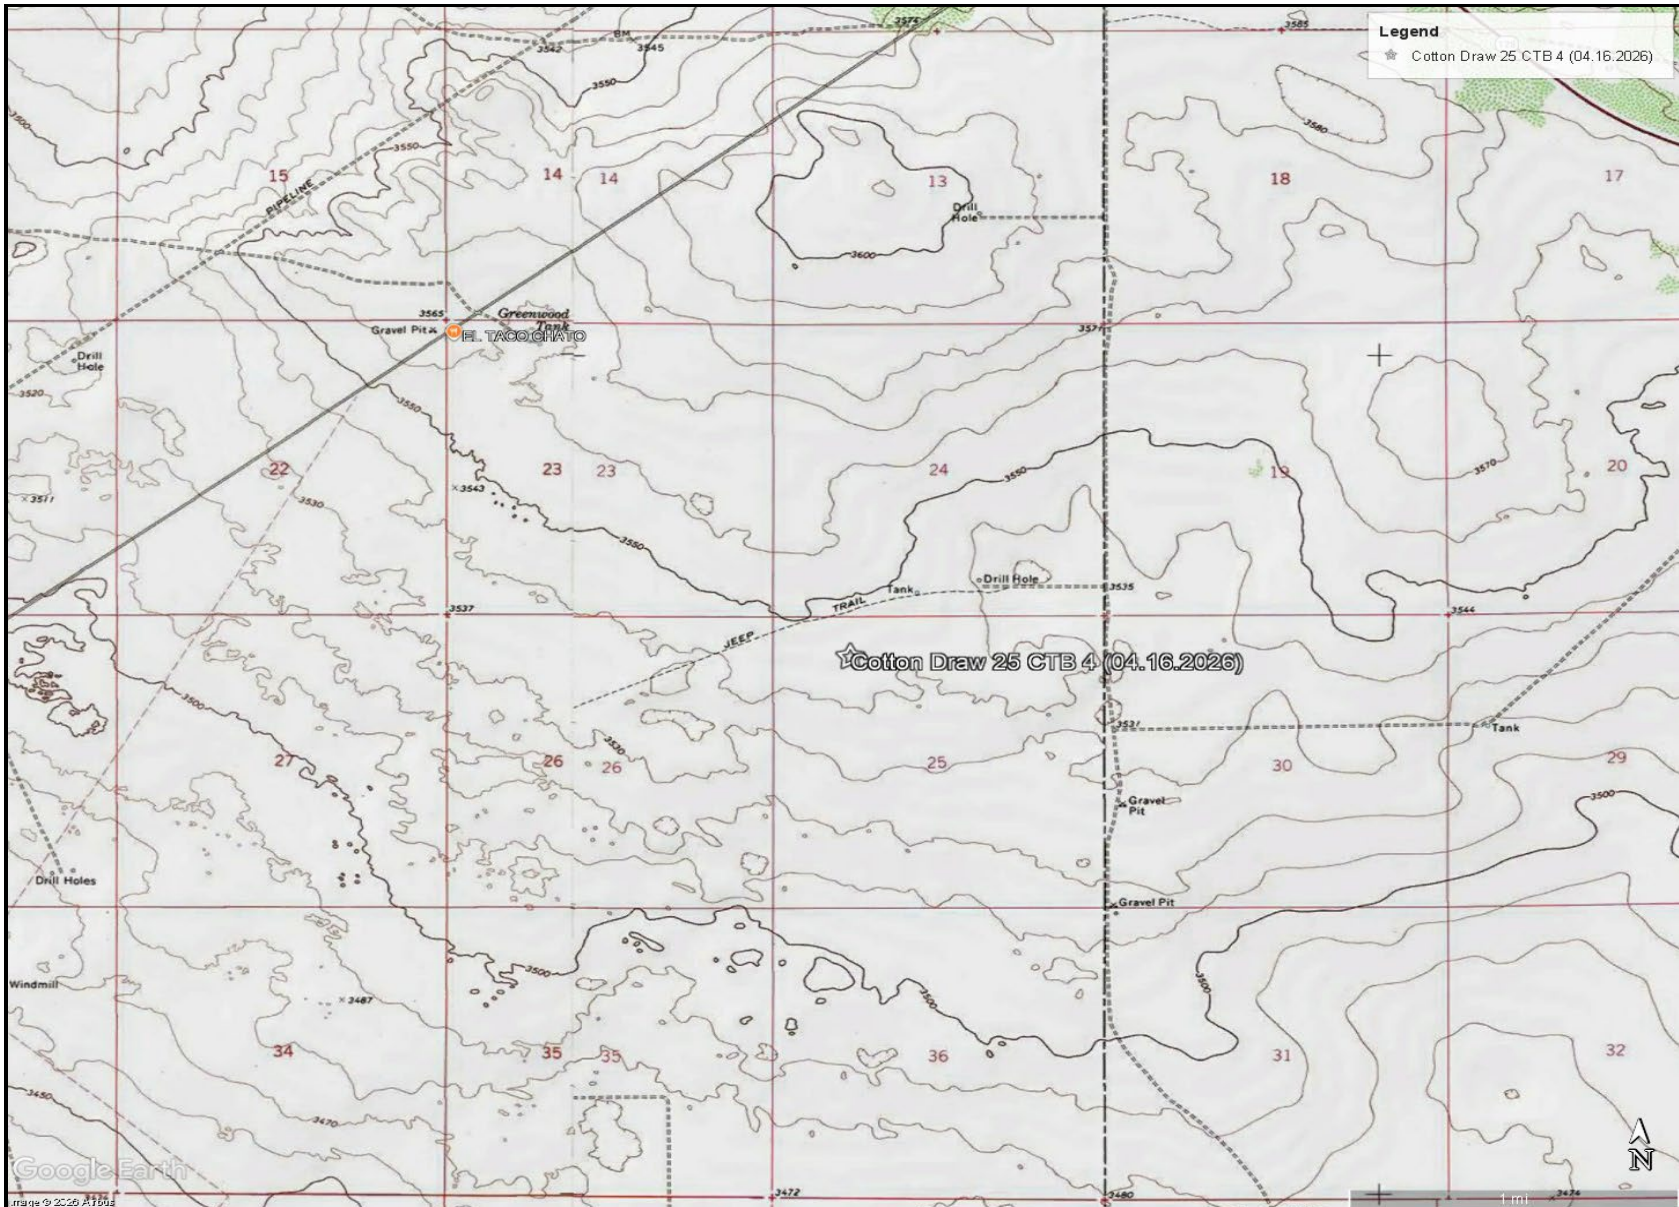 3574
3585
BM
3542
3545
Legend
Cotton Draw 25 CTB 4 (04.16.2026)
3550
3500
3580
3550
15
14
14
13
18
17
PIPELINE
Drill
Hole
3600
3565
Greenwood
Tank
Gravel Pit
EL TACO CHATO
3571
Drill
Hole
3520
3550
22
23
23
24
3550
19
3570
20
3511
3543
3530
3550
Drill Hole
Tank
3535
TRAIL
3537
3544
JEEP
Cotton Draw 25 CTB 4 (04.16.2026)
3500
3521
Tank
3530
27
26
26
25
30
29
3500
Gravel
Pit
Drill Holes
Gravel Pit
3500
Windmill
3487
3500
3500
34
35
35
36
31
32
3450
3470
N
Google Earth
3472
3480
1 mi
3474
Image © 2026 Airbus